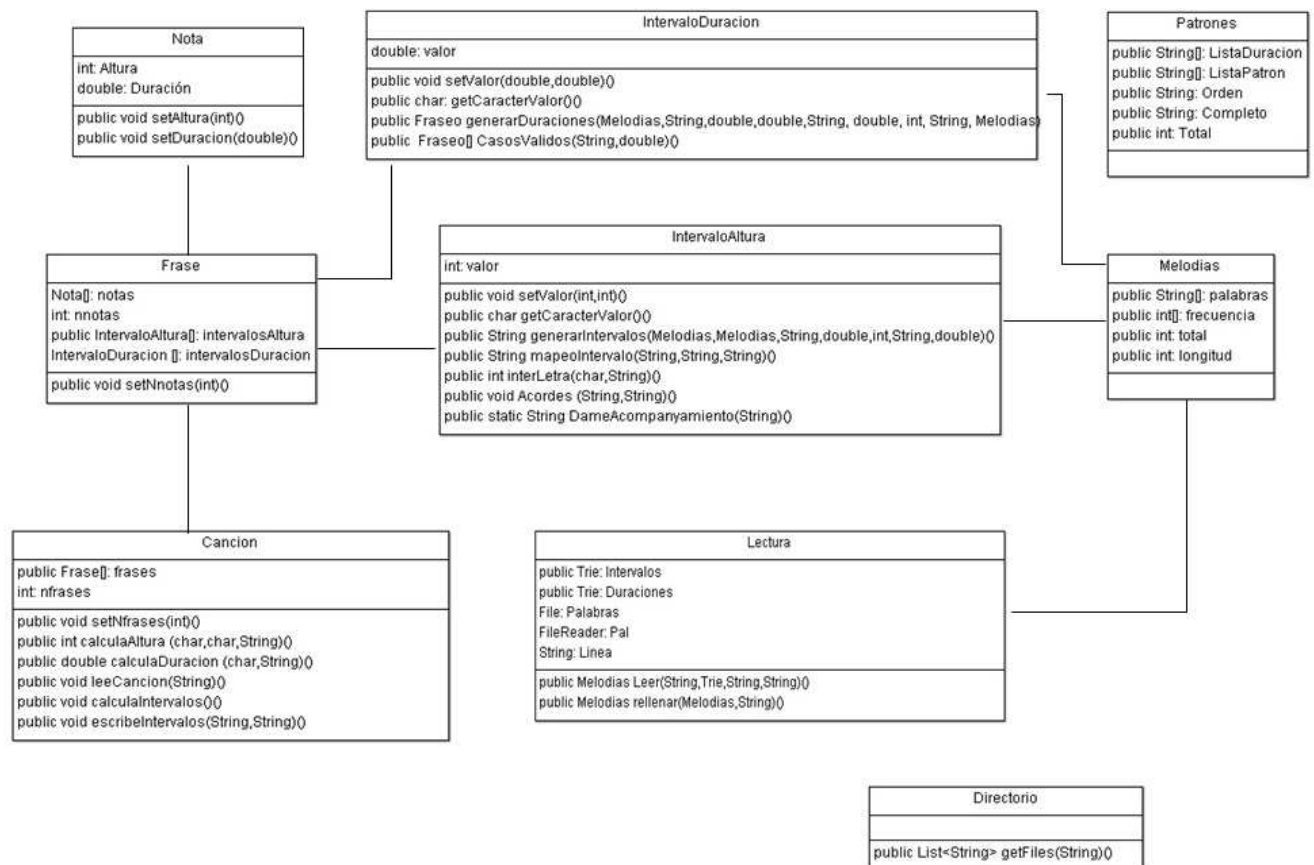 Nota
int: Altura
double: Duración
public void setAltura(int)()
public void setDuracion(double)()
IntervaloDuracion
double: valor
public void setValor(double,double)()
public char: getCaracterValor()()
public Fraseo generarDuraciones(Melodias,String,double,double,String, double, int, String, Melodias)
public Fraseo[] CasosValidos(String,double)()
Patrones
public String[]: ListaDuracion
public String[]: ListaPatron
public String: Orden
public String: Completo
public int: Total
Frase
Nota[]: notas
int: nnotas
public IntervaloAltura[]: intervalosAltura
IntervaloDuracion []: intervalosDuracion
public void setNnotas(int)()
IntervaloAltura
int: valor
public void setValor(int,int)()
public char getCaracterValor()()
public String generarIntervalos(Melodias,Melodias,String,double,int,String,double)()
public String mapeoIntervalo(String,String,String)()
public int interLetra(char,String)()
public void Acordes (String,String)()
public static String DameAcompanyamiento(String)()
Melodias
public String[]: palabras
public int[]: frecuencia
public int: total
public int: longitud
Cancion
public Frase[]: frases
int: nfrases
public void setNfrases(int)()
public int calculaAltura (char,char,String)()
public double calculaDuracion (char,String)()
public void leeCancion(String)()
public void calculaIntervalos()()
public void escribeIntervalos(String,String)()
Lectura
public Trie: Intervalos
public Trie: Duraciones
File: Palabras
FileReader: Pal
String: Linea
public Melodias Leer(String,Trie,String,String)()
public Melodias rellenar(Melodias,String)()
Directorio
public List<String> getFiles(String)()